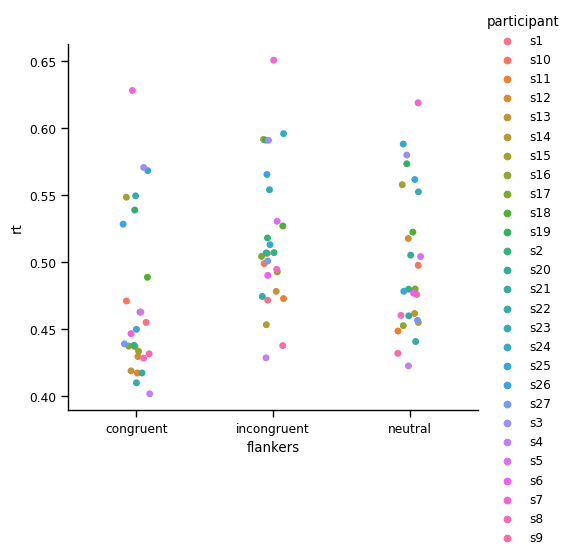 participant
s1
s10
s11
s12
s13
s14
s15
s16
s17
s18
s19
s2
s20
s21
s22
s23
s24
s25
s26
s27
s3
s4
s5
s6
s7
s8
s9
0.65
0.60
0.55
0.50
0.45
0.40
rt
congruent incongruent neutral
flankers